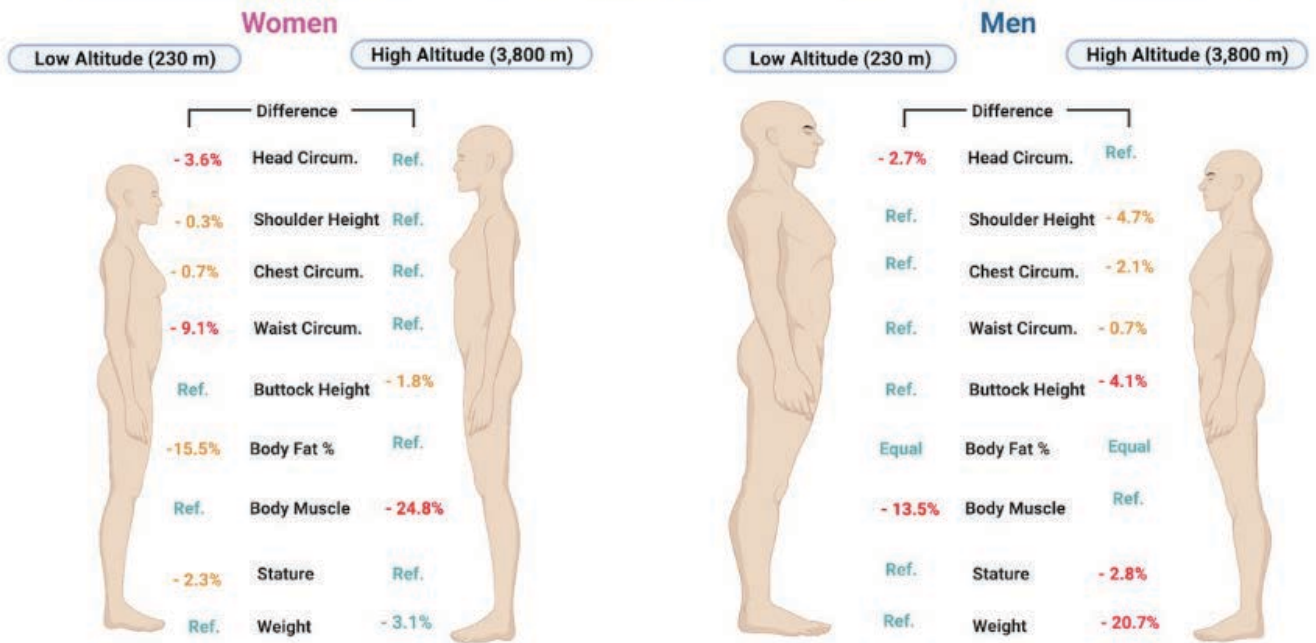 Women
Low Altitude (230 m)
High Altitude (3,800 m)
Difference
- 3.6% Head Circum. Ref.
- 0.3% Shoulder Height Ref.
- 0.7% Chest Circum. Ref.
- 9.1% Waist Circum. Ref.
Ref. Buttock Height - 1.8%
-15.5% Body Fat % Ref.
Ref. Body Muscle - 24.8%
- 2.3% Stature Ref.
Ref. Weight - 3.1%
Men
Low Altitude (230 m)
High Altitude (3,800 m)
Difference
- 2.7% Head Circum. Ref.
Ref. Shoulder Height - 4.7%
Ref. Chest Circum. - 2.1%
Ref. Waist Circum. - 0.7%
Ref. Buttock Height - 4.1%
Equal Body Fat % Equal
- 13.5% Body Muscle Ref.
Ref. Stature - 2.8%
Ref. Weight - 20.7%